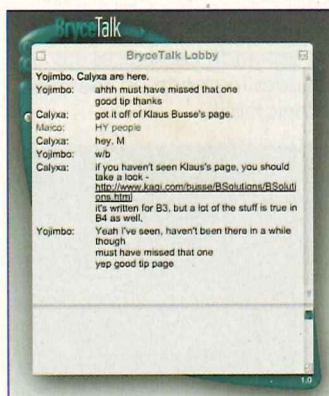 BryceTalk
BryceTalk Lobby
Yojimbo, Calyxa are here.
Yojimbo: ahhh must have missed that one
good tip thanks
Calyxa: got it off of Klaus Busse's page.
Marco: HY people
Calyxa: hey, M
Yojimbo: w/b
Calyxa: if you haven't seen Klaus's page, you should
take a look -
http://www.kagi.com/busse/BSolutions/BSoluti
ons.html
it's written for B3, but a lot of the stuff is true in
B4 as well,
Yojimbo: Yeah I've seen, haven't been there in a while
though
must have missed that one
yep good tip page
1.0